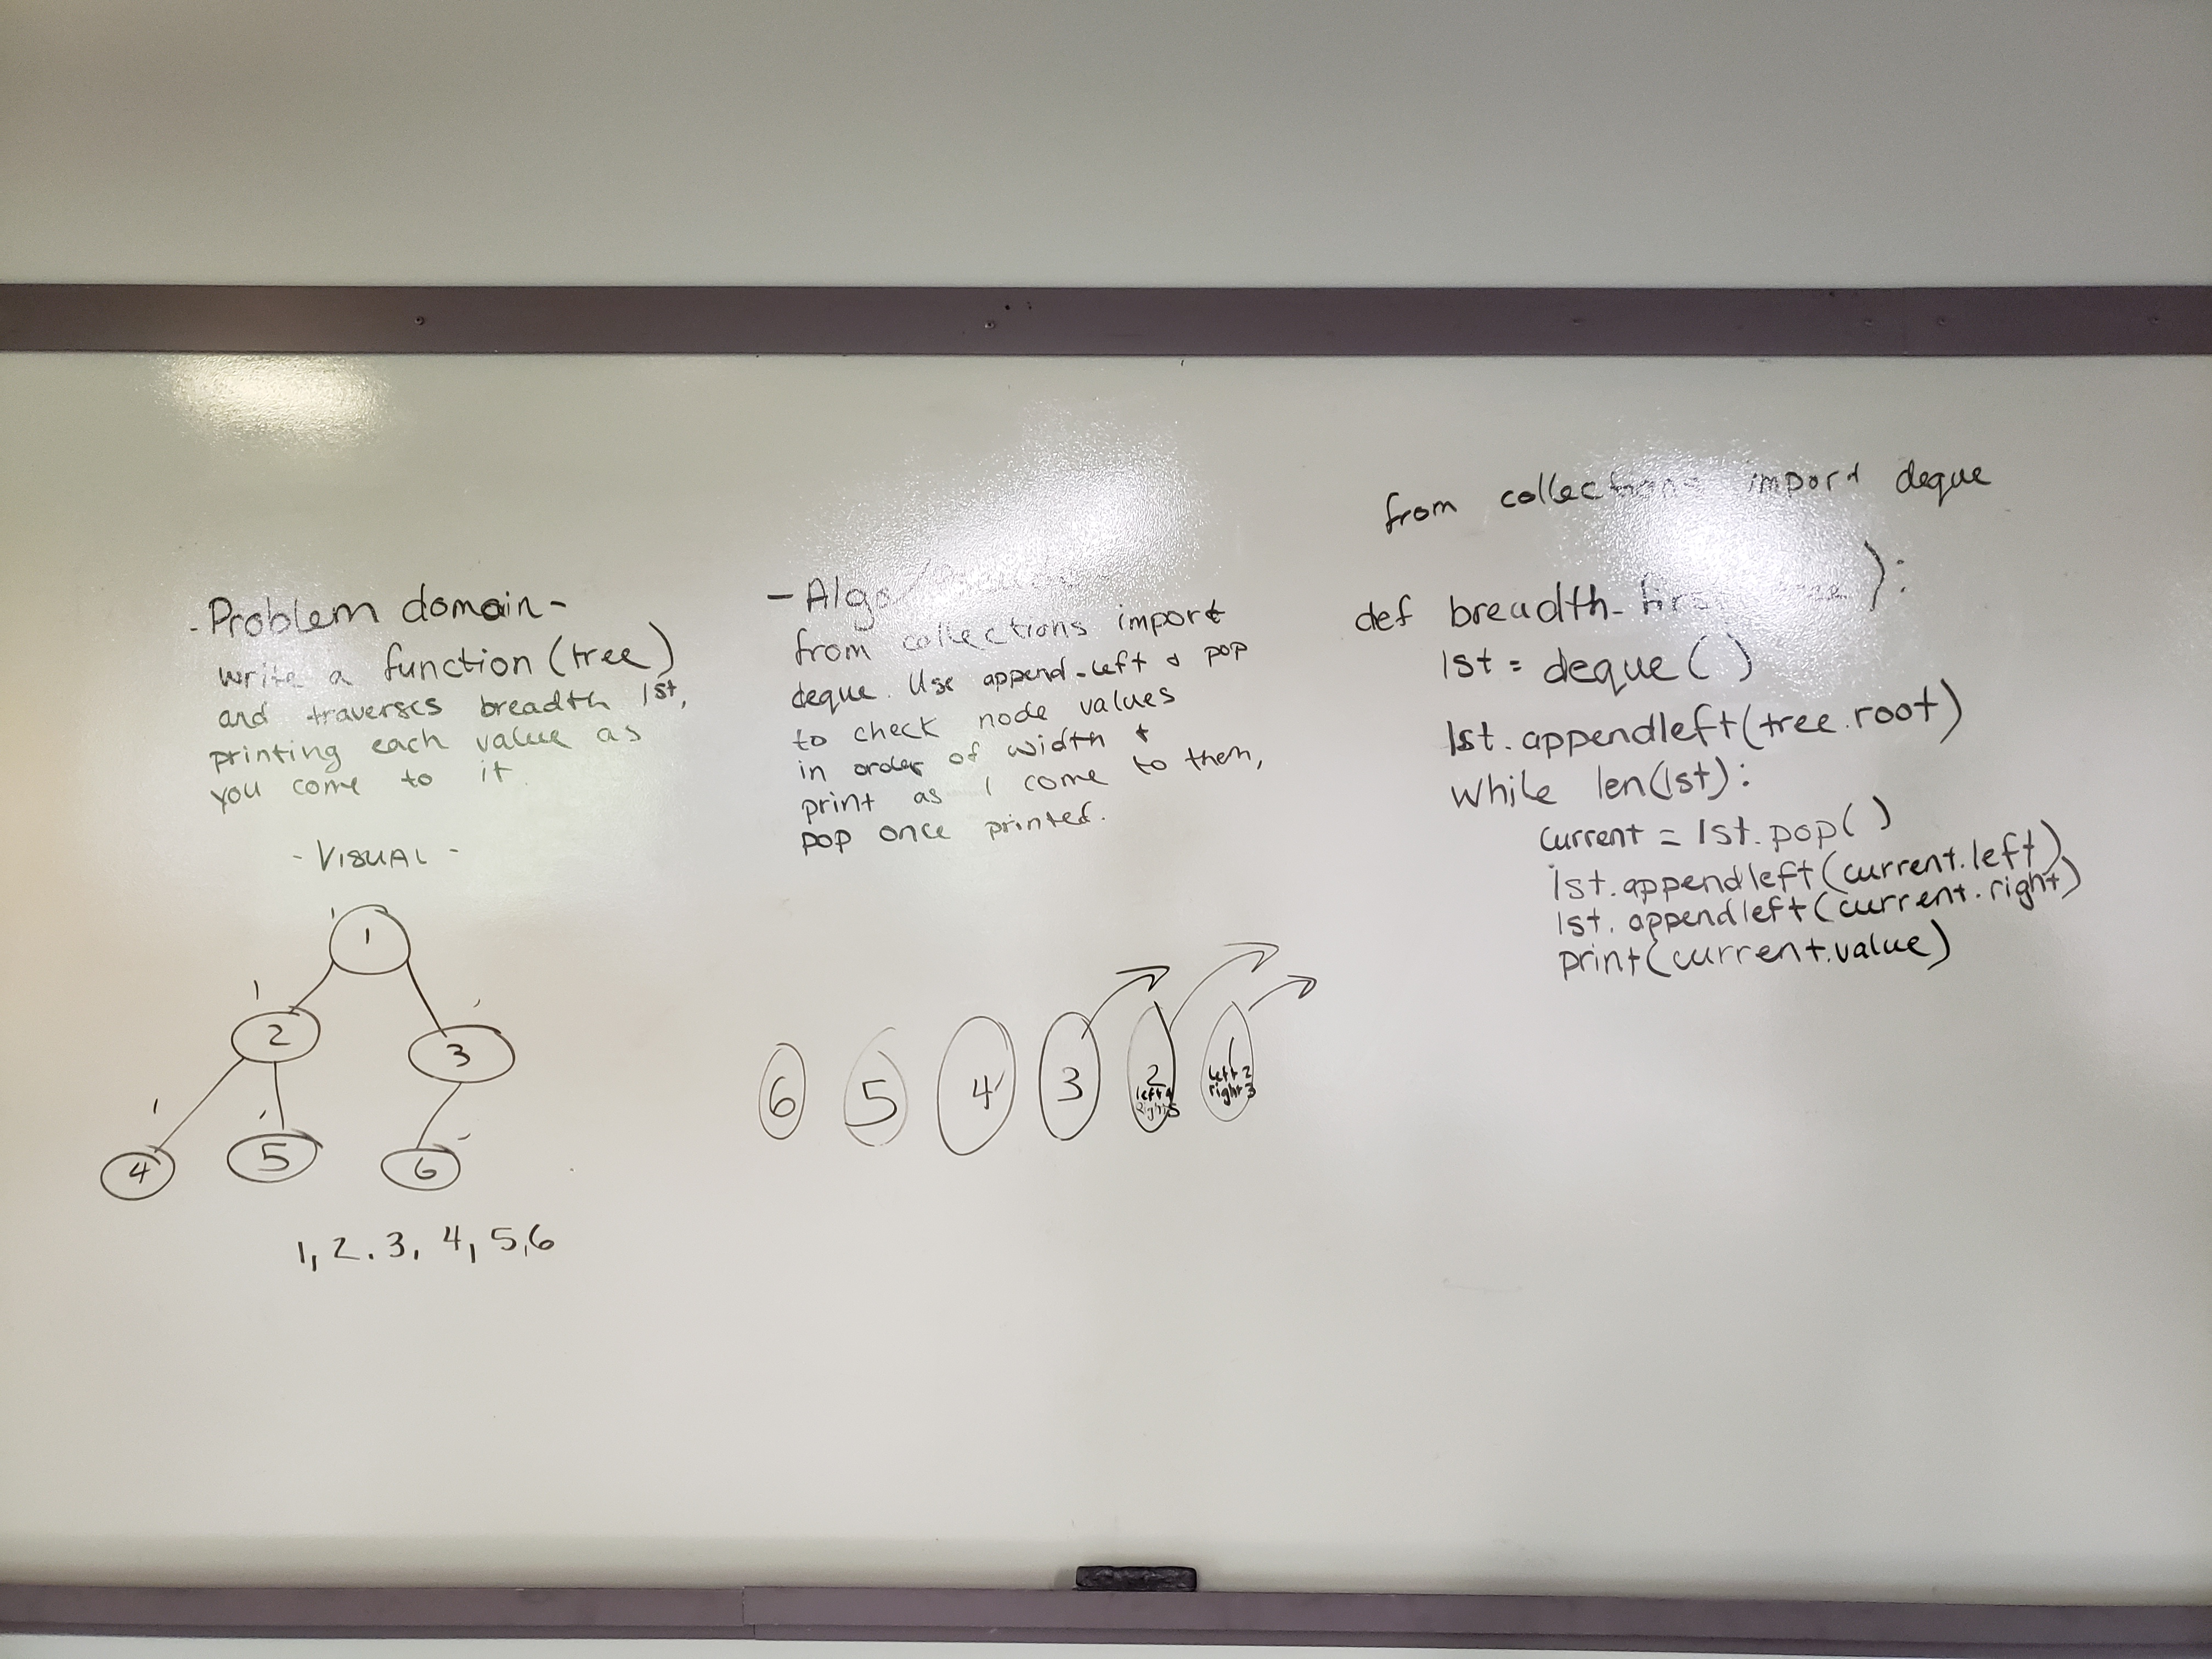 - Problem domain -
write a function (tree)
and traverses breadth 1st,
printing each value as
you come to it.
- VISUAL -
1
2
3
4
5
6
1, 2. 3, 4, 5, 6
- Algo/
from collections import
deque. Use append-left & pop
to check node values
in order of width &
print as I come to them,
pop once printed.
6 5 4 3 2 1
left 4 left 2
Right 5 right 3
from collections import deque
def breadth_ ):
lst = deque()
lst.appendleft(tree.root)
while len(lst):
current = lst.pop()
lst.appendleft(current.left)
lst.appendleft(current.right)
print(current.value)